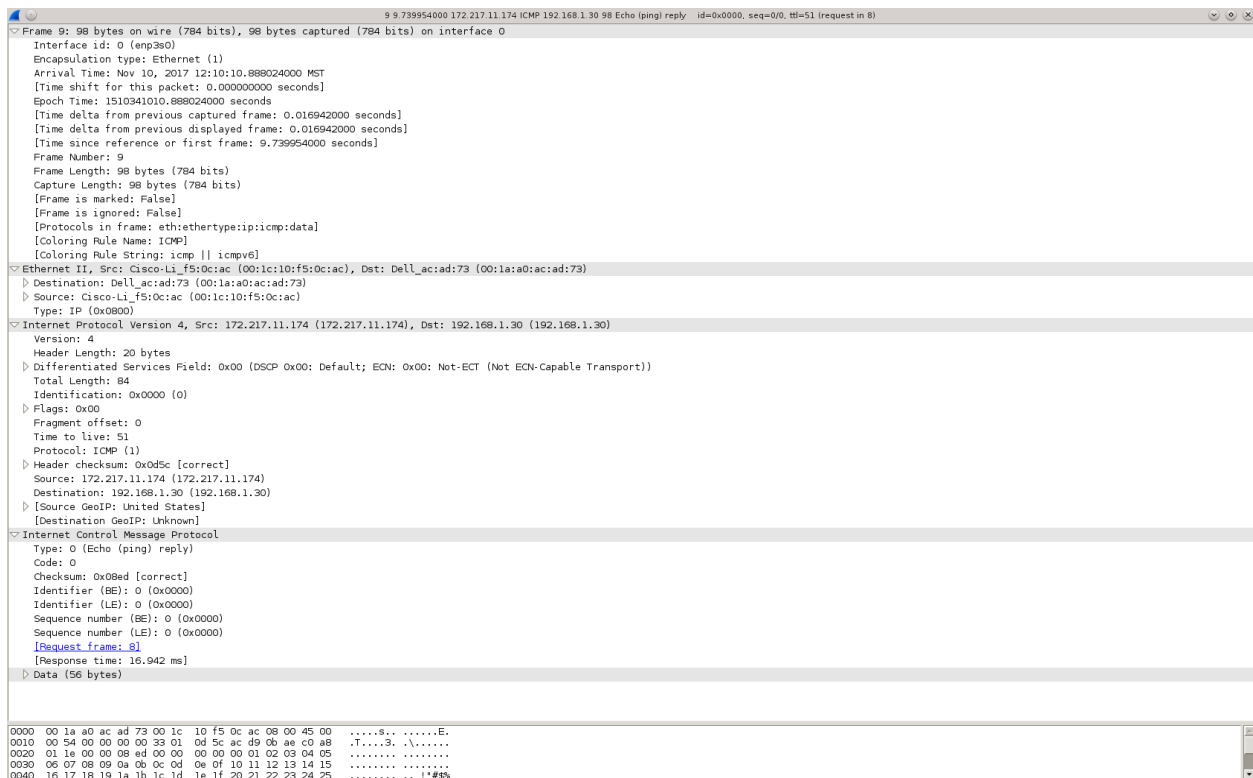 9 9.739954000 172.217.11.174 ICMP 192.168.1.30 98 Echo (ping) reply id=0x0000, seq=0/0, ttl=51 (request in 8)
Frame 9: 98 bytes on wire (784 bits), 98 bytes captured (784 bits) on interface 0
Interface id: 0 (enp3s0)
Encapsulation type: Ethernet (1)
Arrival Time: Nov 10, 2017 12:10:10.888024000 MST
[Time shift for this packet: 0.000000000 seconds]
Epoch Time: 1510341010.888024000 seconds
[Time delta from previous captured frame: 0.016942000 seconds]
[Time delta from previous displayed frame: 0.016942000 seconds]
[Time since reference or first frame: 9.739954000 seconds]
Frame Number: 9
Frame Length: 98 bytes (784 bits)
Capture Length: 98 bytes (784 bits)
[Frame is marked: False]
[Frame is ignored: False]
[Protocols in frame: eth:ethertype:ip:icmp:data]
[Coloring Rule Name: ICMP]
[Coloring Rule String: icmp || icmpv6]
Ethernet II, Src: Cisco-Li_f5:0c:ac (00:1c:10:f5:0c:ac), Dst: Dell_ac:ad:73 (00:1a:a0:ac:ad:73)
Destination: Dell_ac:ad:73 (00:1a:a0:ac:ad:73)
Source: Cisco-Li_f5:0c:ac (00:1c:10:f5:0c:ac)
Type: IP (0x0800)
Internet Protocol Version 4, Src: 172.217.11.174 (172.217.11.174), Dst: 192.168.1.30 (192.168.1.30)
Version: 4
Header Length: 20 bytes
Differentiated Services Field: 0x00 (DSCP 0x00: Default; ECN: 0x00: Not-ECT (Not ECN-Capable Transport))
Total Length: 84
Identification: 0x0000 (0)
Flags: 0x00
Fragment offset: 0
Time to live: 51
Protocol: ICMP (1)
Header checksum: 0x0d5c [correct]
Source: 172.217.11.174 (172.217.11.174)
Destination: 192.168.1.30 (192.168.1.30)
[Source GeoIP: United States]
[Destination GeoIP: Unknown]
Internet Control Message Protocol
Type: 0 (Echo (ping) reply)
Code: 0
Checksum: 0x08ed [correct]
Identifier (BE): 0 (0x0000)
Identifier (LE): 0 (0x0000)
Sequence number (BE): 0 (0x0000)
Sequence number (LE): 0 (0x0000)
[Request frame: 8]
[Response time: 16.942 ms]
Data (56 bytes)
0000 00 1a a0 ac ad 73 00 1c 10 f5 0c ac 08 00 45 00 .....s.. ......E.
0010 00 54 00 00 00 00 33 01 0d 5c ac d9 0b ae c0 a8 .T....3. .\......
0020 01 1e 00 00 08 ed 00 00 00 00 00 01 02 03 04 05 ........ ........
0030 06 07 08 09 0a 0b 0c 0d 0e 0f 10 11 12 13 14 15 ........ ........
0040 16 17 18 19 1a 1b 1c 1d 1e 1f 20 21 22 23 24 25 ........ .. !"#$%